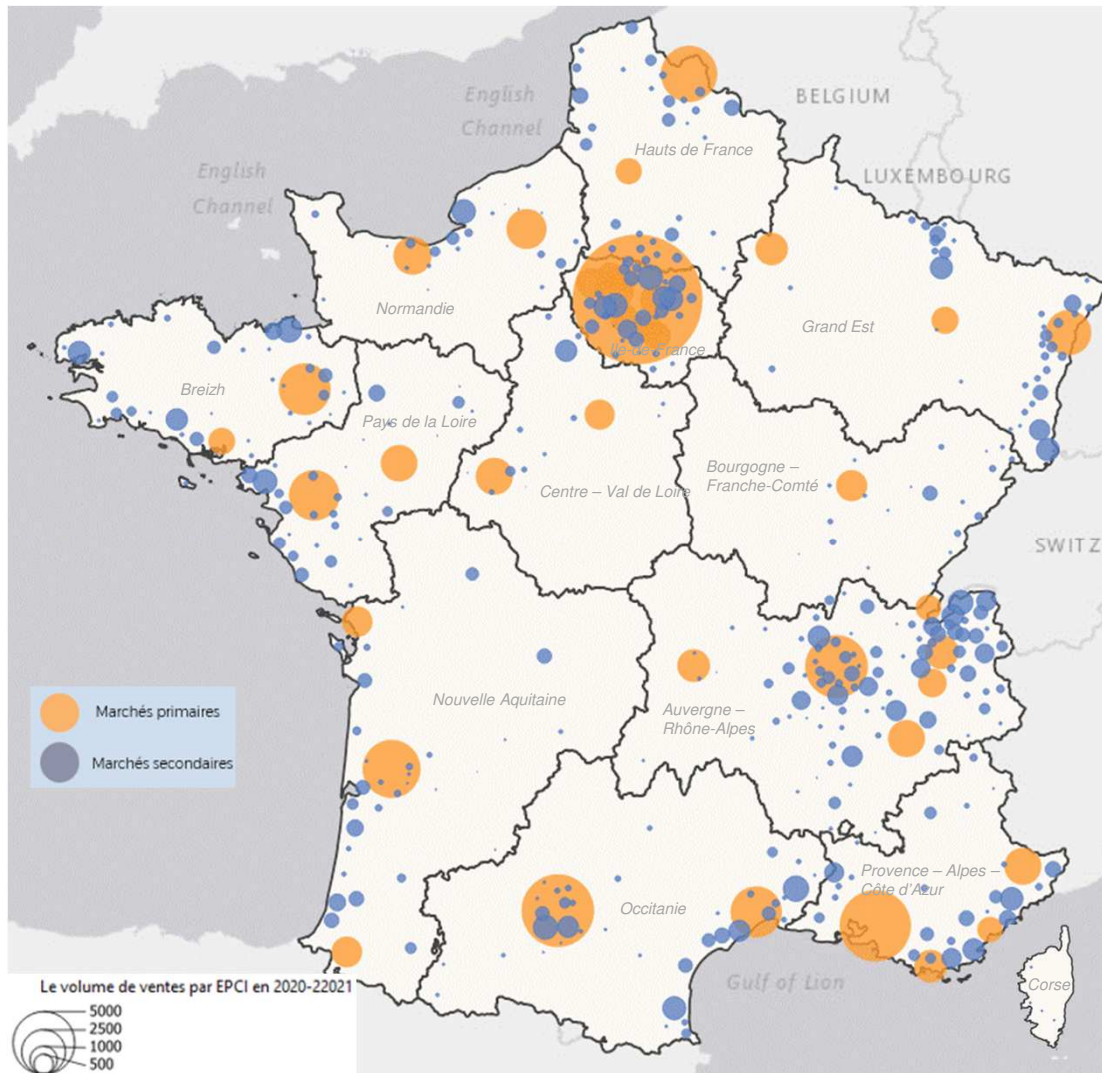 English
Channel
BELGIUM
Hauts de France
LUXEMBOURG
English
Channel
Normandie
Grand Est
Ile-de-France
Breizh
Pays de la Loire
Bourgogne –
Franche-Comté
Centre – Val de Loire
SWITZ
Nouvelle Aquitaine
Auvergne –
Rhône-Alpes
Marchés primaires
Marchés secondaires
Provence – Alpes –
Côte d'Azur
Occitanie
Gulf of Lion
Corse
Le volume de ventes par EPCI en 2020-22021
5000
2500
1000
500